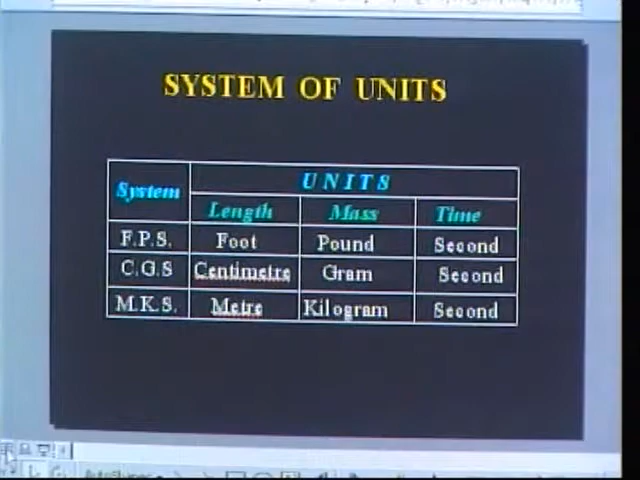 SYSTEM OF UNITS
System
UNITS
Length Mass Time
F.P.S. Foot Pound Second
C.G.S Centimetre Gram Second
M.K.S. Metre Kilogram Second